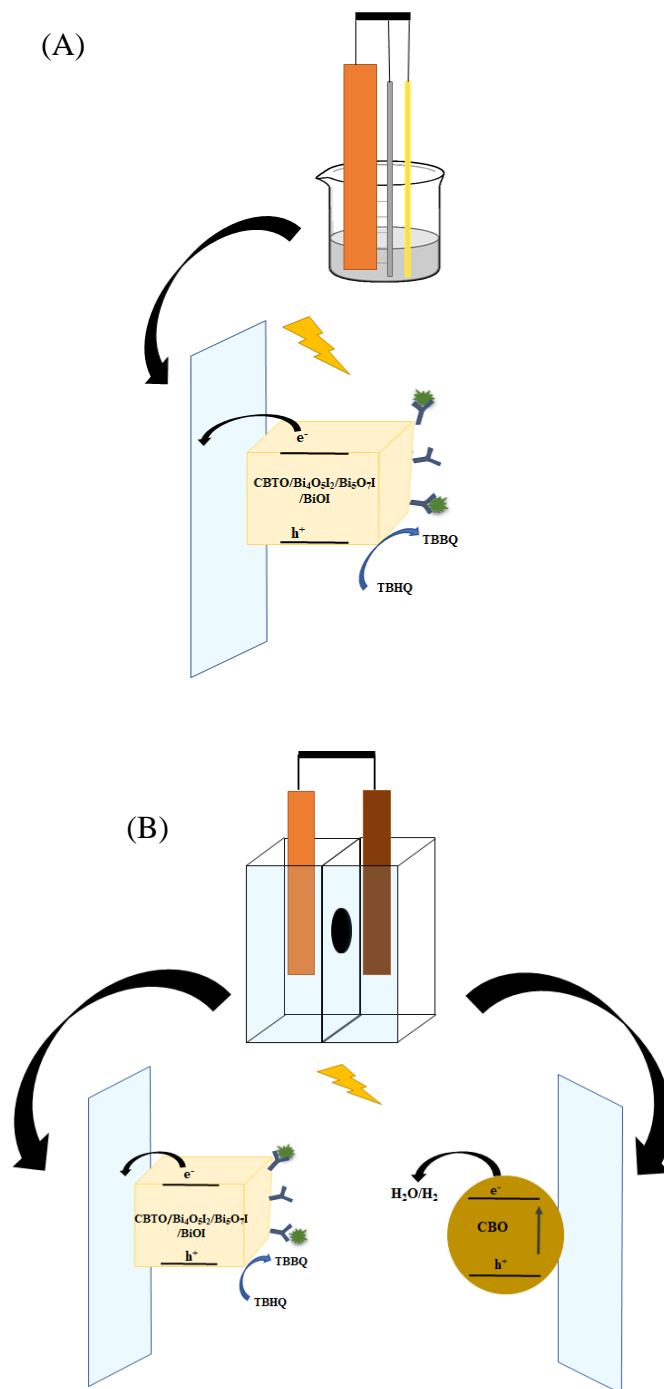 (A)
e⁻
CBTO/Bi₄O₅I₂/Bi₅O₇I
/BiOI
h⁺
TBBQ
TBHQ
(B)
e⁻
CBTO/Bi₄O₅I₂/Bi₅O₇I
/BiOI
h⁺
TBBQ
TBHQ
H₂O/H₂
e⁻
CBO
h⁺